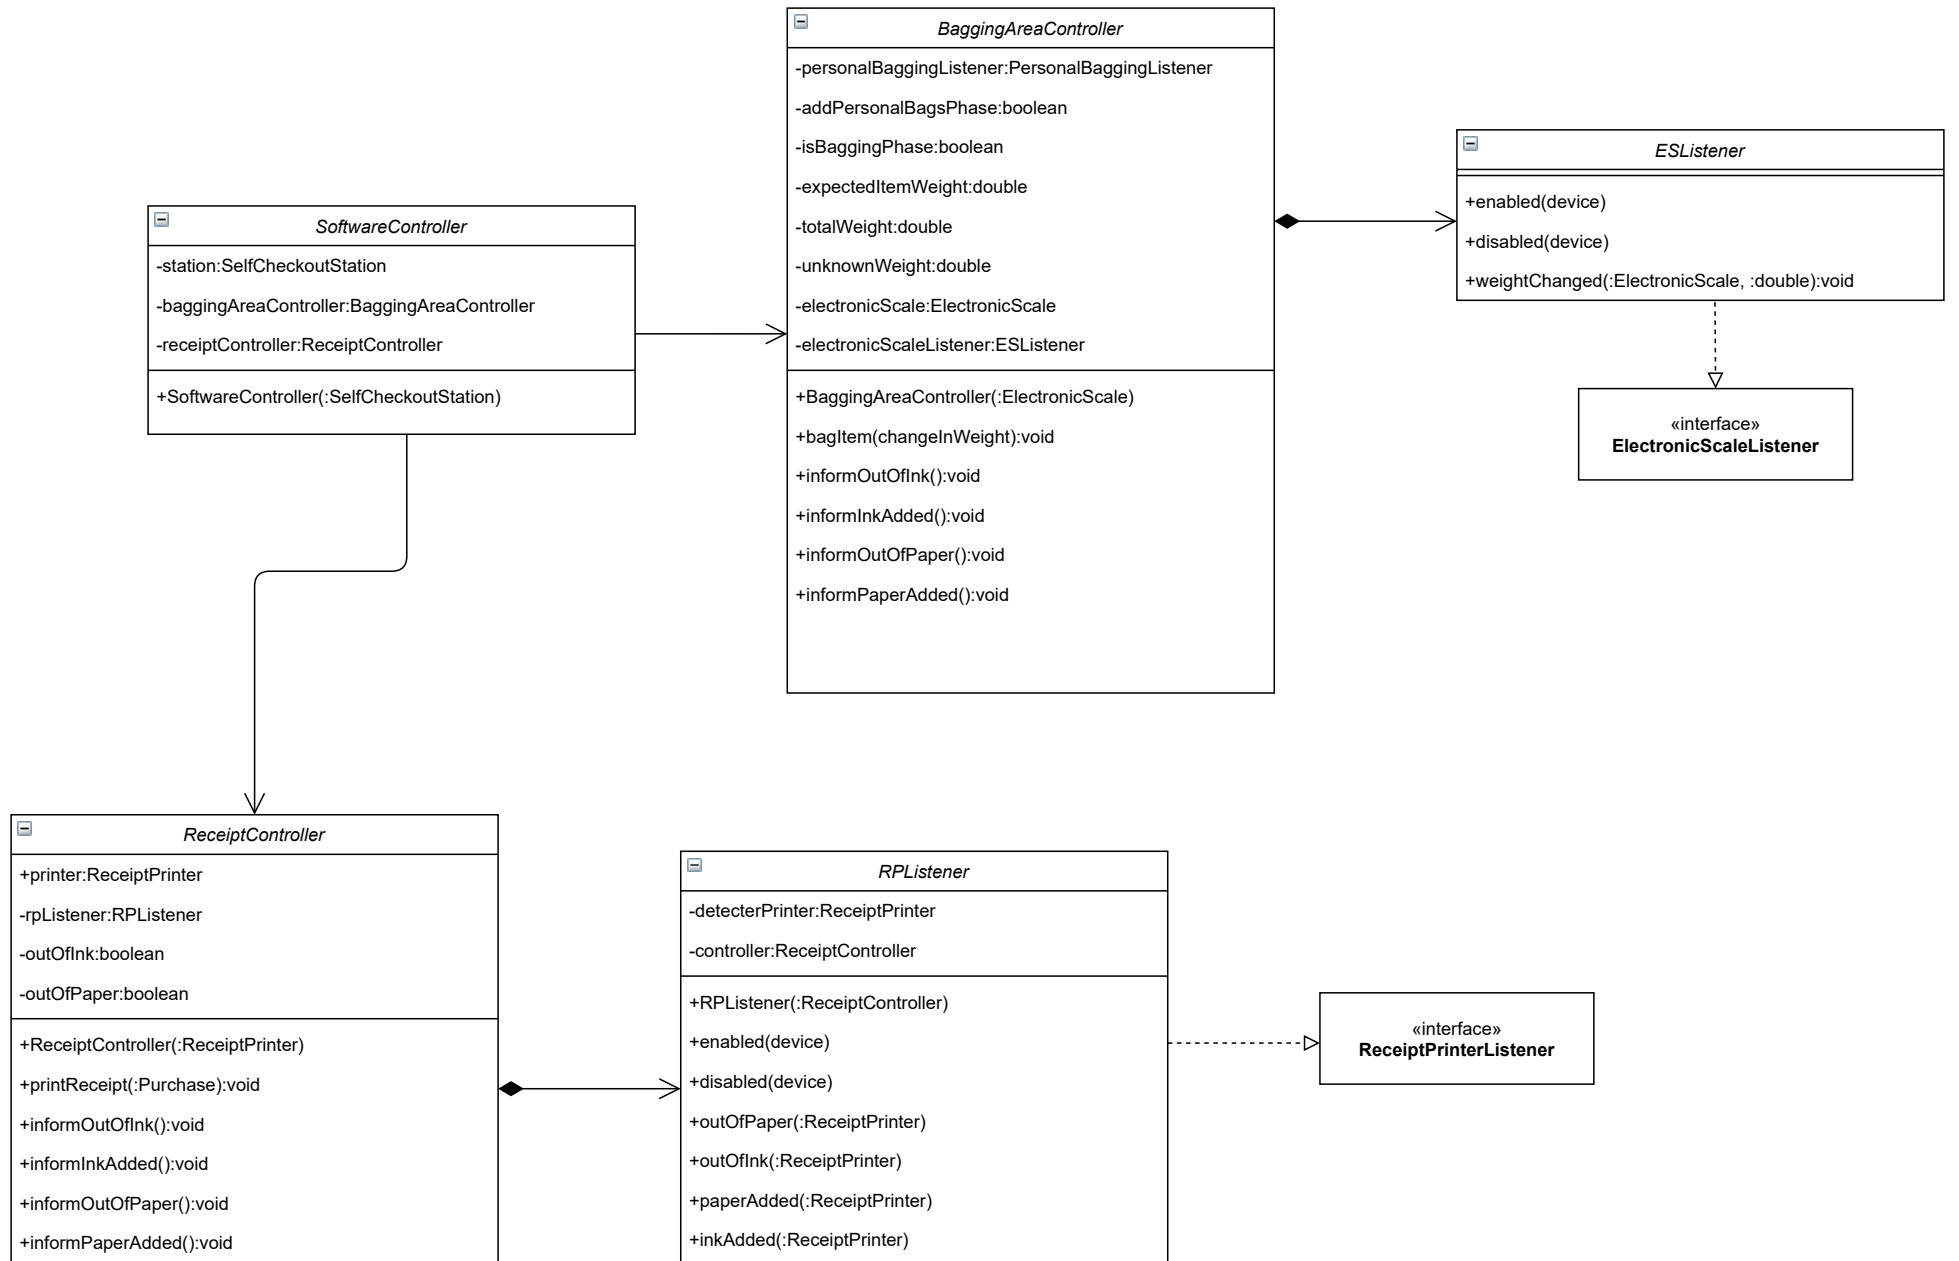 BaggingAreaController
-personalBaggingListener:PersonalBaggingListener
-addPersonalBagsPhase:boolean
-isBaggingPhase:boolean
-expectedItemWeight:double
-totalWeight:double
-unknownWeight:double
-electronicScale:ElectronicScale
-electronicScaleListener:ESListener
+BaggingAreaController(:ElectronicScale)
+bagItem(changeInWeight):void
+informOutOfInk():void
+informInkAdded():void
+informOutOfPaper():void
+informPaperAdded():void
ESListener
+enabled(device)
+disabled(device)
+weightChanged(:ElectronicScale, :double):void
«interface»
ElectronicScaleListener
SoftwareController
-station:SelfCheckoutStation
-baggingAreaController:BaggingAreaController
-receiptController:ReceiptController
+SoftwareController(:SelfCheckoutStation)
ReceiptController
+printer:ReceiptPrinter
-rpListener:RPListener
-outOfInk:boolean
-outOfPaper:boolean
+ReceiptController(:ReceiptPrinter)
+printReceipt(:Purchase):void
+informOutOfInk():void
+informInkAdded():void
+informOutOfPaper():void
+informPaperAdded():void
RPListener
-detecterPrinter:ReceiptPrinter
-controller:ReceiptController
+RPListener(:ReceiptController)
+enabled(device)
+disabled(device)
+outOfPaper(:ReceiptPrinter)
+outOfInk(:ReceiptPrinter)
+paperAdded(:ReceiptPrinter)
+inkAdded(:ReceiptPrinter)
«interface»
ReceiptPrinterListener